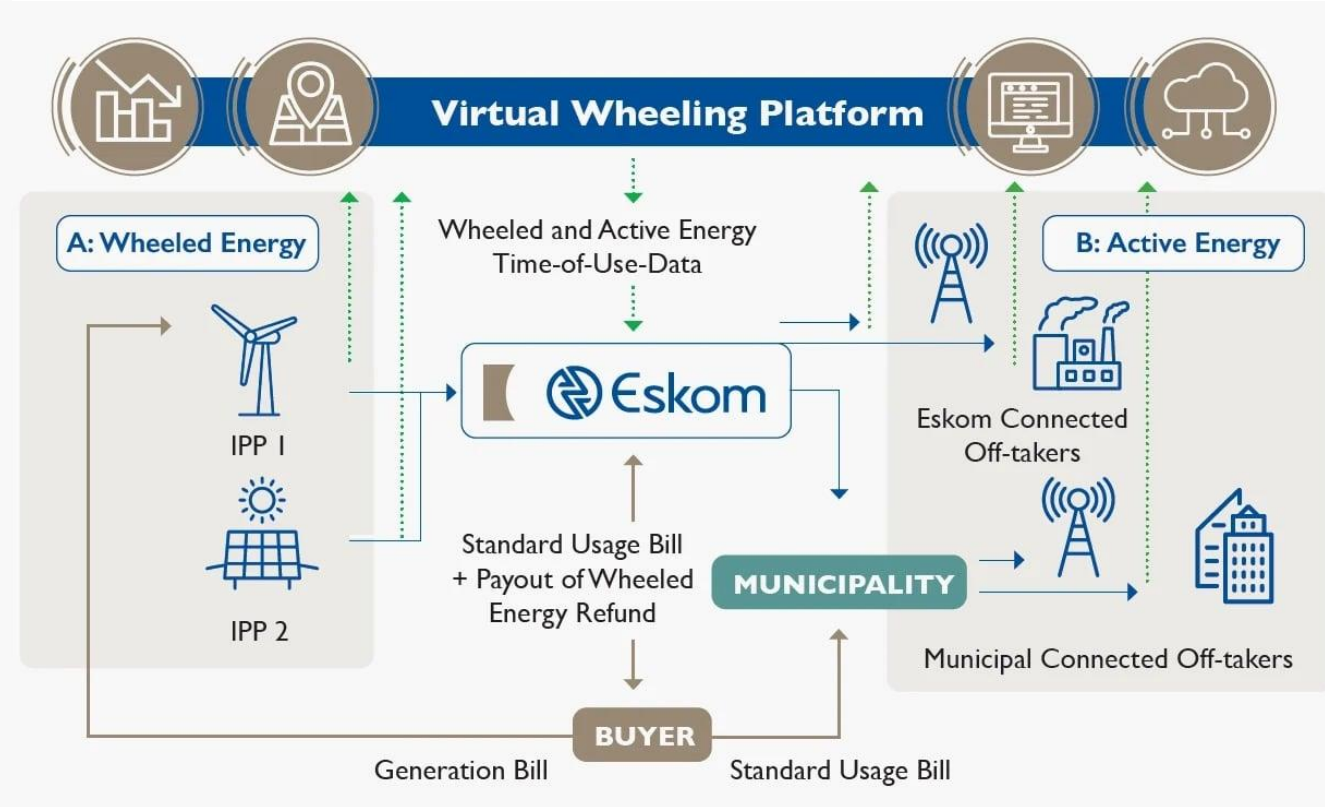 Virtual Wheeling Platform
A: Wheeled Energy
Wheeled and Active Energy
Time-of-Use-Data
B: Active Energy
IPP 1
Eskom
Eskom Connected
Off-takers
IPP 2
Standard Usage Bill
+ Payout of Wheeled
Energy Refund
MUNICIPALITY
Municipal Connected Off-takers
BUYER
Generation Bill
Standard Usage Bill